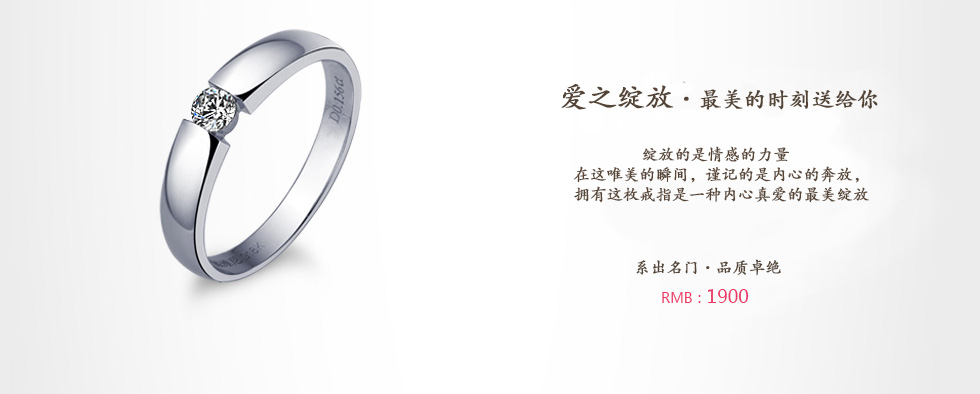 爱之绽放·最美的时刻送给你
绽放的是情感的力量
在这唯美的瞬间，谨记的是内心的奔放，
拥有这枚戒指是一种内心真爱的最美绽放
系出名门·品质卓绝
RMB：1900
D0.156ct